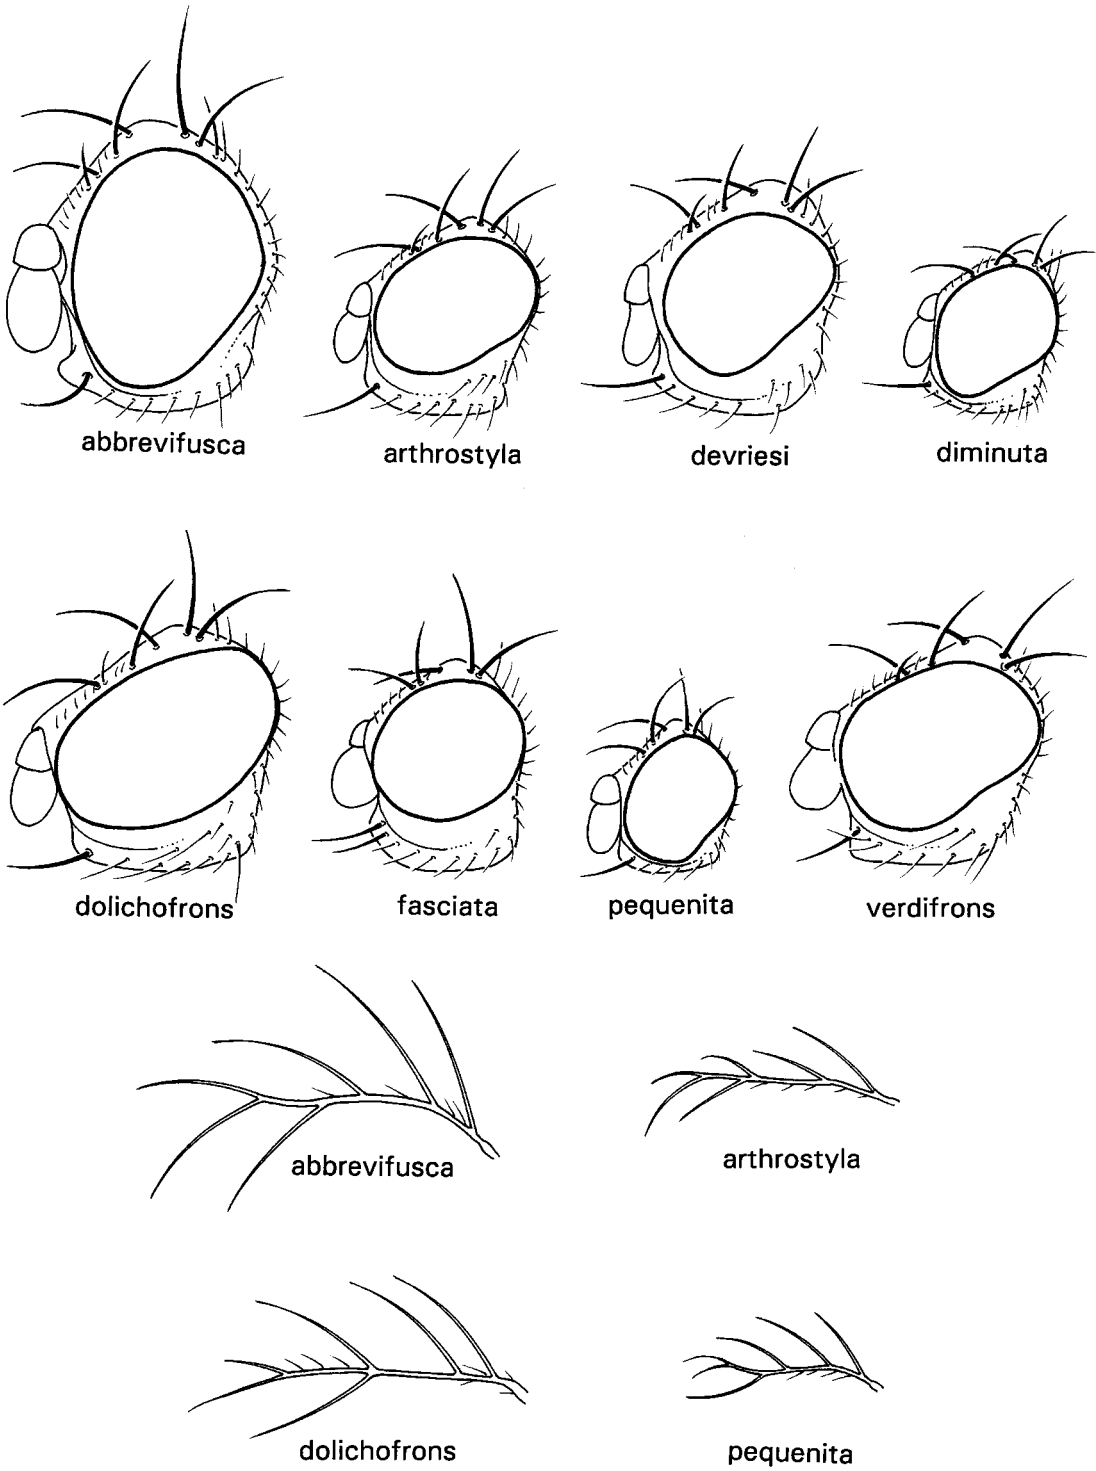 abbrevifusca
arthrostyla
devriesi
diminuta
dolichofrons
fasciata
pequenita
verdifrons
abbrevifusca
arthrostyla
dolichofrons
pequenita